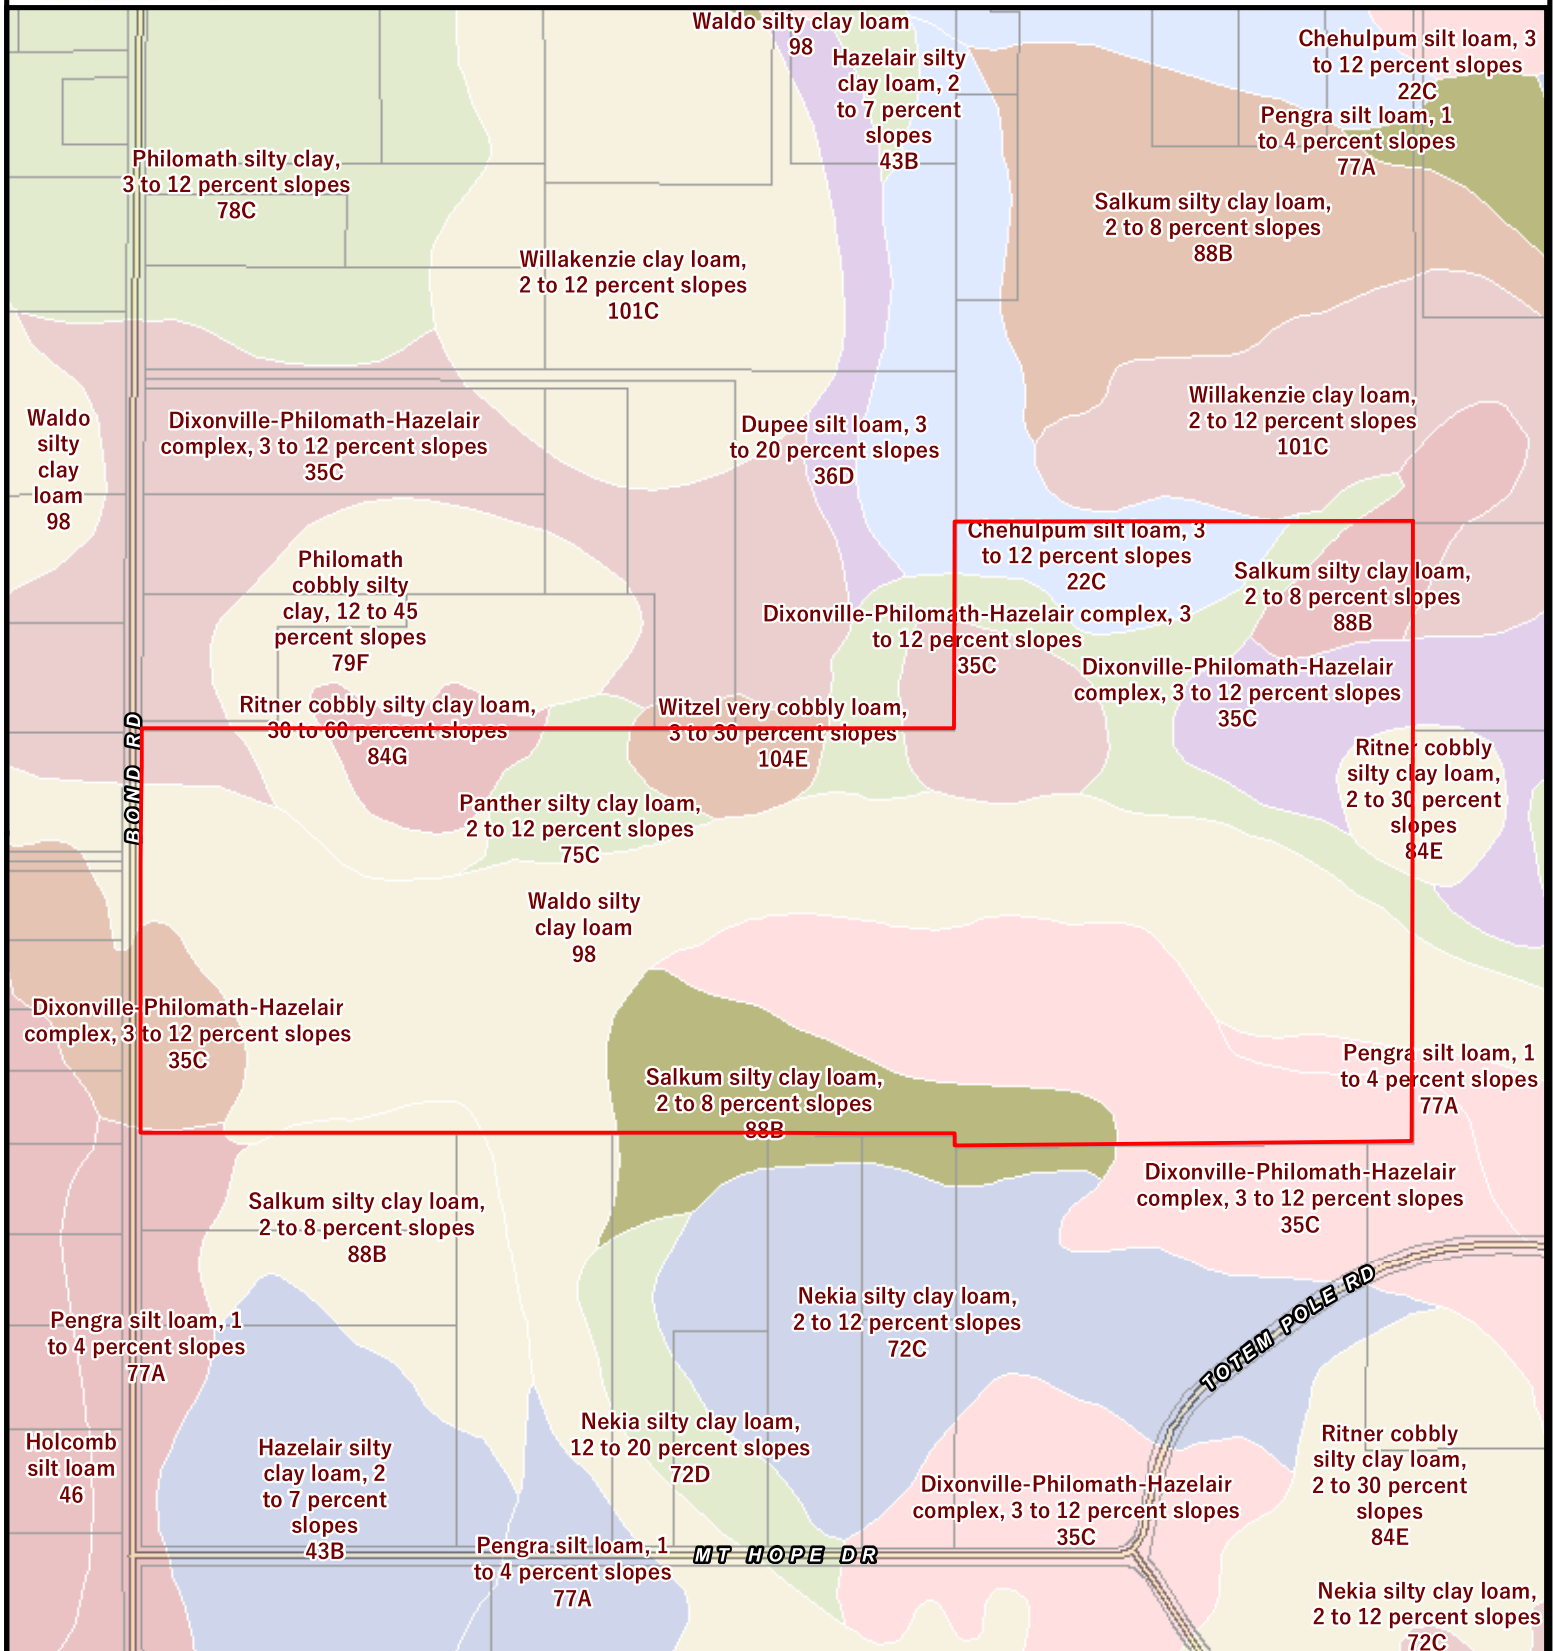 Waldo silty clay loam
98
Hazelair silty
clay loam, 2
to 7 percent
slopes
43B
Chehulpum silt loam, 3
to 12 percent slopes
22C
Pengra silt loam, 1
to 4 percent slopes
77A
Philomath silty clay,
3 to 12 percent slopes
78C
Salkum silty clay loam,
2 to 8 percent slopes
88B
Willakenzie clay loam,
2 to 12 percent slopes
101C
Willakenzie clay loam,
2 to 12 percent slopes
101C
Waldo
silty
clay
loam
98
Dixonville-Philomath-Hazelair
complex, 3 to 12 percent slopes
35C
Dupee silt loam, 3
to 20 percent slopes
36D
Chehulpum silt loam, 3
to 12 percent slopes
22C
Philomath
cobbly silty
clay, 12 to 45
percent slopes
79F
Salkum silty clay loam,
2 to 8 percent slopes
88B
Dixonville-Philomath-Hazelair complex, 3
to 12 percent slopes
35C
Dixonville-Philomath-Hazelair
complex, 3 to 12 percent slopes
35C
Ritner cobbly silty clay loam,
30 to 60 percent slopes
84G
Witzel very cobbly loam,
3 to 30 percent slopes
104E
Ritner cobbly
silty clay loam,
2 to 30 percent
slopes
84E
BOND RD
Panther silty clay loam,
2 to 12 percent slopes
75C
Waldo silty
clay loam
98
Dixonville-Philomath-Hazelair
complex, 3 to 12 percent slopes
35C
Pengra silt loam, 1
to 4 percent slopes
77A
Salkum silty clay loam,
2 to 8 percent slopes
88B
Dixonville-Philomath-Hazelair
complex, 3 to 12 percent slopes
35C
Salkum silty clay loam,
2 to 8 percent slopes
88B
Nekia silty clay loam,
2 to 12 percent slopes
72C
TOTEM POLE RD
Pengra silt loam, 1
to 4 percent slopes
77A
Nekia silty clay loam,
12 to 20 percent slopes
72D
Holcomb
silt loam
46
Hazelair silty
clay loam, 2
to 7 percent
slopes
43B
Ritner cobbly
silty clay loam,
2 to 30 percent
slopes
84E
Dixonville-Philomath-Hazelair
complex, 3 to 12 percent slopes
35C
Pengra silt loam, 1
to 4 percent slopes
77A
MT HOPE DR
Nekia silty clay loam,
2 to 12 percent slopes
72C